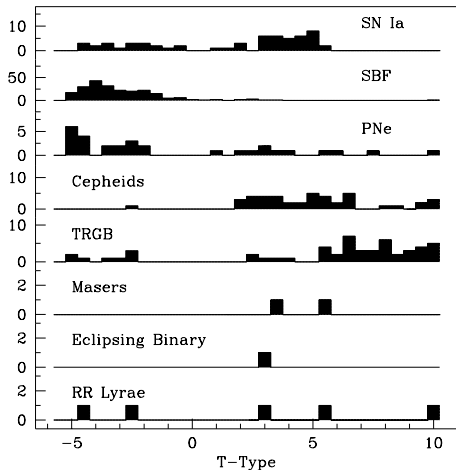 10
0
SN Ia
50
0
SBF
5
0
PNe
10
0
Cepheids
10
0
TRGB
2
0
Masers
2
0
Eclipsing Binary
2
0
RR Lyrae
−5 0 5 10
T-Type